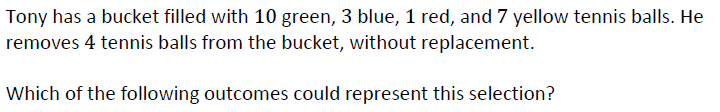 Tony has a bucket filled with 10 green, 3 blue, 1 red, and 7 yellow tennis balls. He
removes 4 tennis balls from the bucket, without replacement.
Which of the following outcomes could represent this selection?